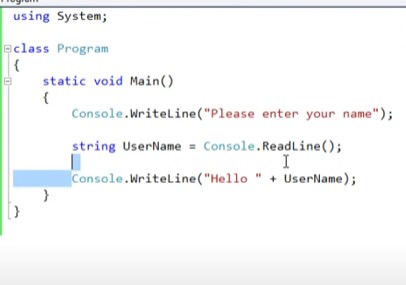 using System;
class Program
{
static void Main()
{
Console.WriteLine("Please enter your name");
string UserName = Console.ReadLine();
Console.WriteLine("Hello " + UserName);
}
}